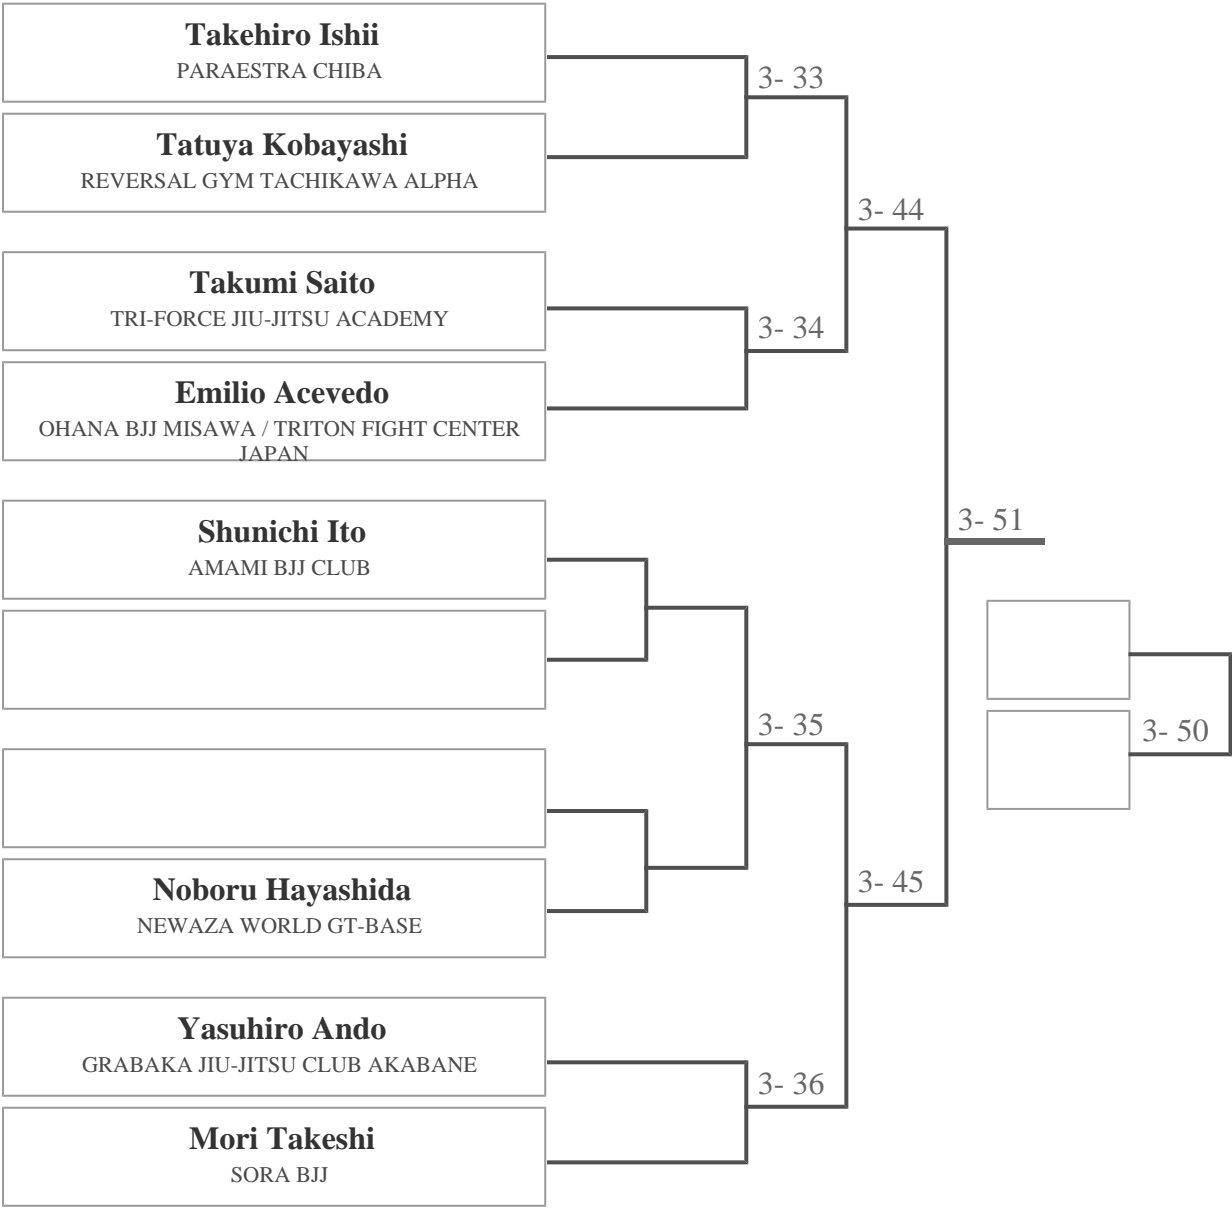 Takehiro Ishii
PARAESTRA CHIBA
3- 33
Tatuya Kobayashi
REVERSAL GYM TACHIKAWA ALPHA
3- 44
Takumi Saito
TRI-FORCE JIU-JITSU ACADEMY
3- 34
Emilio Acevedo
OHANA BJJ MISAWA / TRITON FIGHT CENTER
JAPAN
Shunichi Ito
AMAMI BJJ CLUB
3- 51
3- 35
3- 50
Noboru Hayashida
NEWAZA WORLD GT-BASE
3- 45
Yasuhiro Ando
GRABAKA JIU-JITSU CLUB AKABANE
3- 36
Mori Takeshi
SORA BJJ